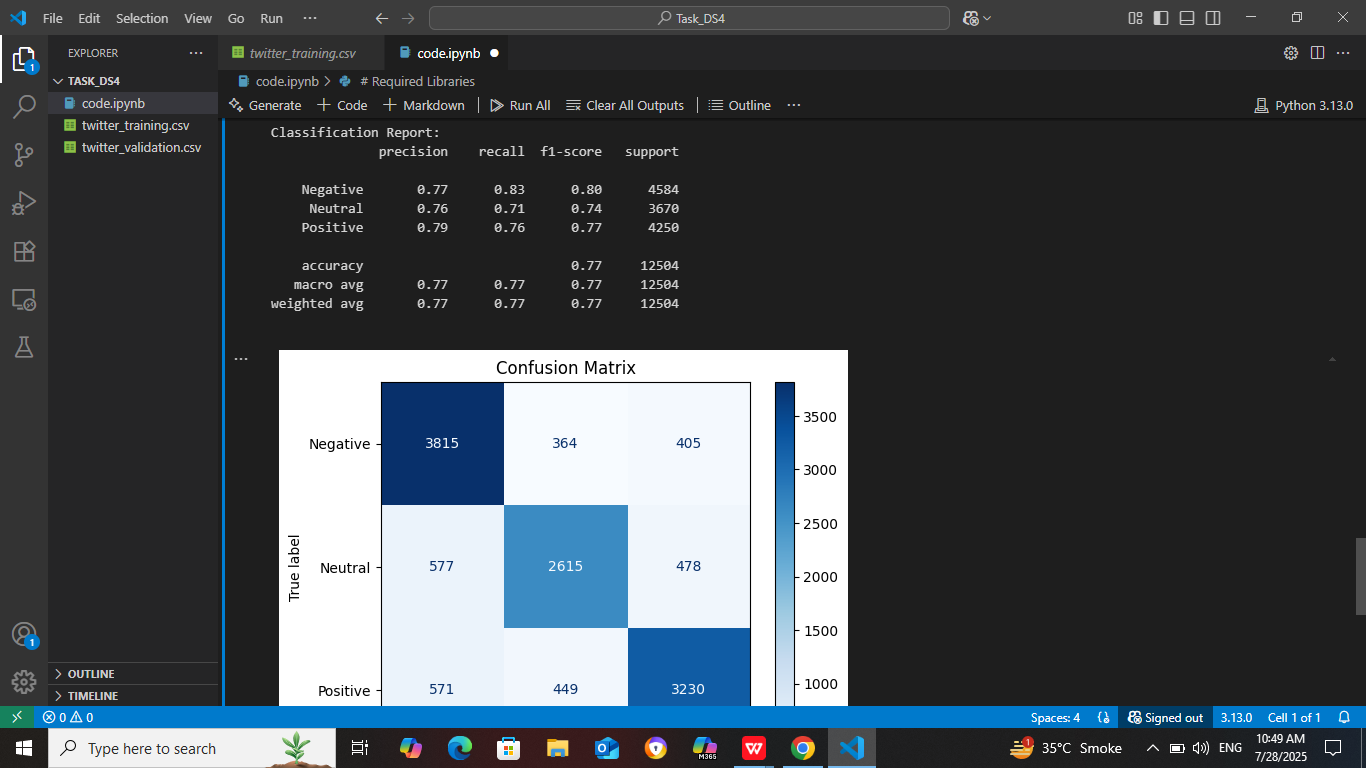 File Edit Selection View Go Run ··· Task_DS4
EXPLORER ··· twitter_training.csv code.ipynb
TASK_DS4
code.ipynb > # Required Libraries
code.ipynb
Generate + Code + Markdown Run All Clear All Outputs Outline ··· Python 3.13.0
twitter_training.csv
twitter_validation.csv
Classification Report:
precision recall f1-score support
Negative 0.77 0.83 0.80 4584
Neutral 0.76 0.71 0.74 3670
Positive 0.79 0.76 0.77 4250
accuracy 0.77 12504
macro avg 0.77 0.77 0.77 12504
weighted avg 0.77 0.77 0.77 12504
Confusion Matrix
Negative 3815 364 405
Neutral 577 2615 478
Positive 571 449 3230
True label
3500
3000
2500
2000
1500
1000
1
1
OUTLINE
TIMELINE
0 0 Spaces: 4 Signed out 3.13.0 Cell 1 of 1
Type here to search M365 1 35°C Smoke ENG 10:49 AM
7/28/2025